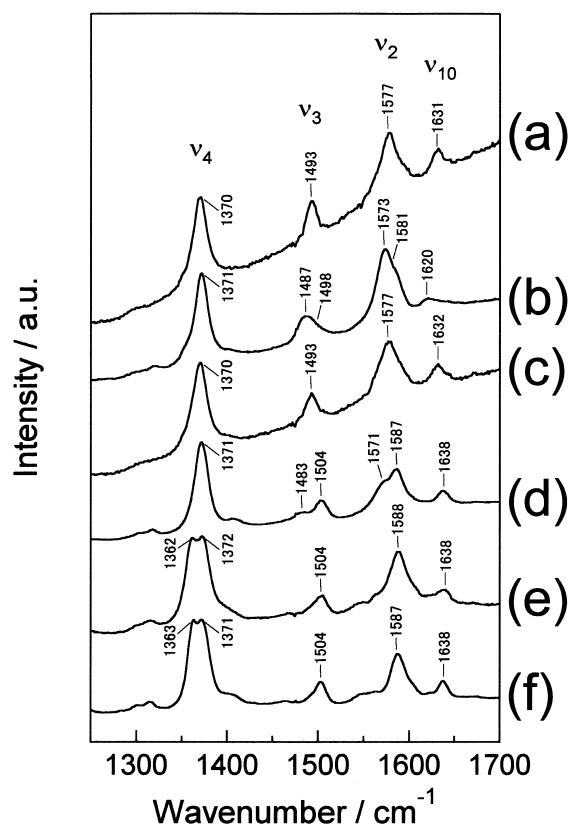 ν2
ν10
ν3
ν4
1577
1631
(a)
1493
1370
1573
1581
1620
(b)
1487
1498
1371
1577
1632
(c)
1493
1370
1571
1587
1638
(d)
1483
1504
1371
1588
1638
(e)
1504
1362
1372
1587
1638
(f)
1504
1363
1371
Intensity / a.u.
1300 1400 1500 1600 1700
Wavenumber / cm-1